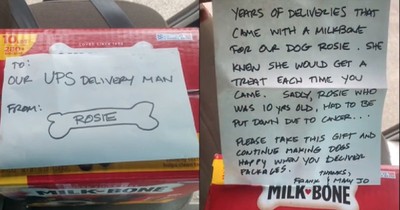 TO:
OUR UPS DELIVERY MAN
FROM:
ROSIE
YEARS OF DELIVERIES THAT
CAME WITH A MILKBONE
FOR OUR DOG ROSIE. SHE
KNEW SHE WOULD GET A
TREAT EACH TIME YOU
CAME. SADLY, ROSIE WHO
WAS 10 YRS OLD, HAD TO BE
PUT DOWN DUE TO CANCER...
PLEASE TAKE THIS GIFT AND
CONTINUE MAKING DOGS
HAPPY WHEN YOU DELIVER
PACKAGES.
THANKS,
FRANK & MARY JO
MILK-BONE
MILK BONE